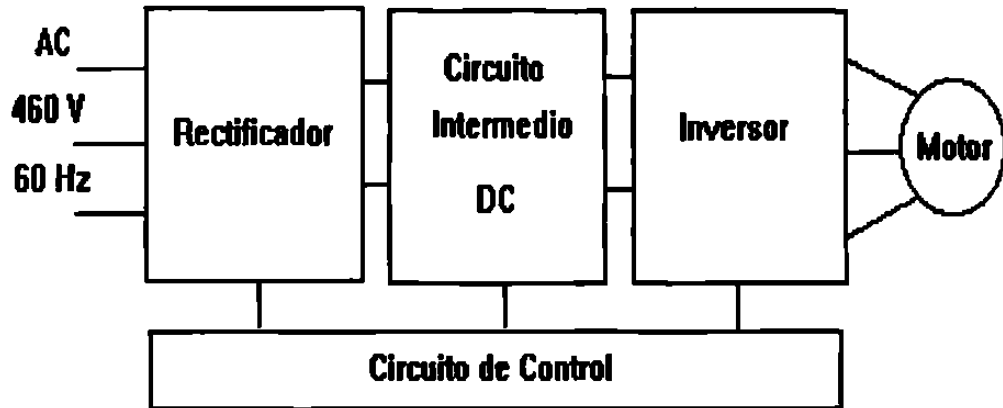 AC
460 V
60 Hz
Rectificador
Circuito
Intermedio
DC
Inversor
Motor
Circuito de Control